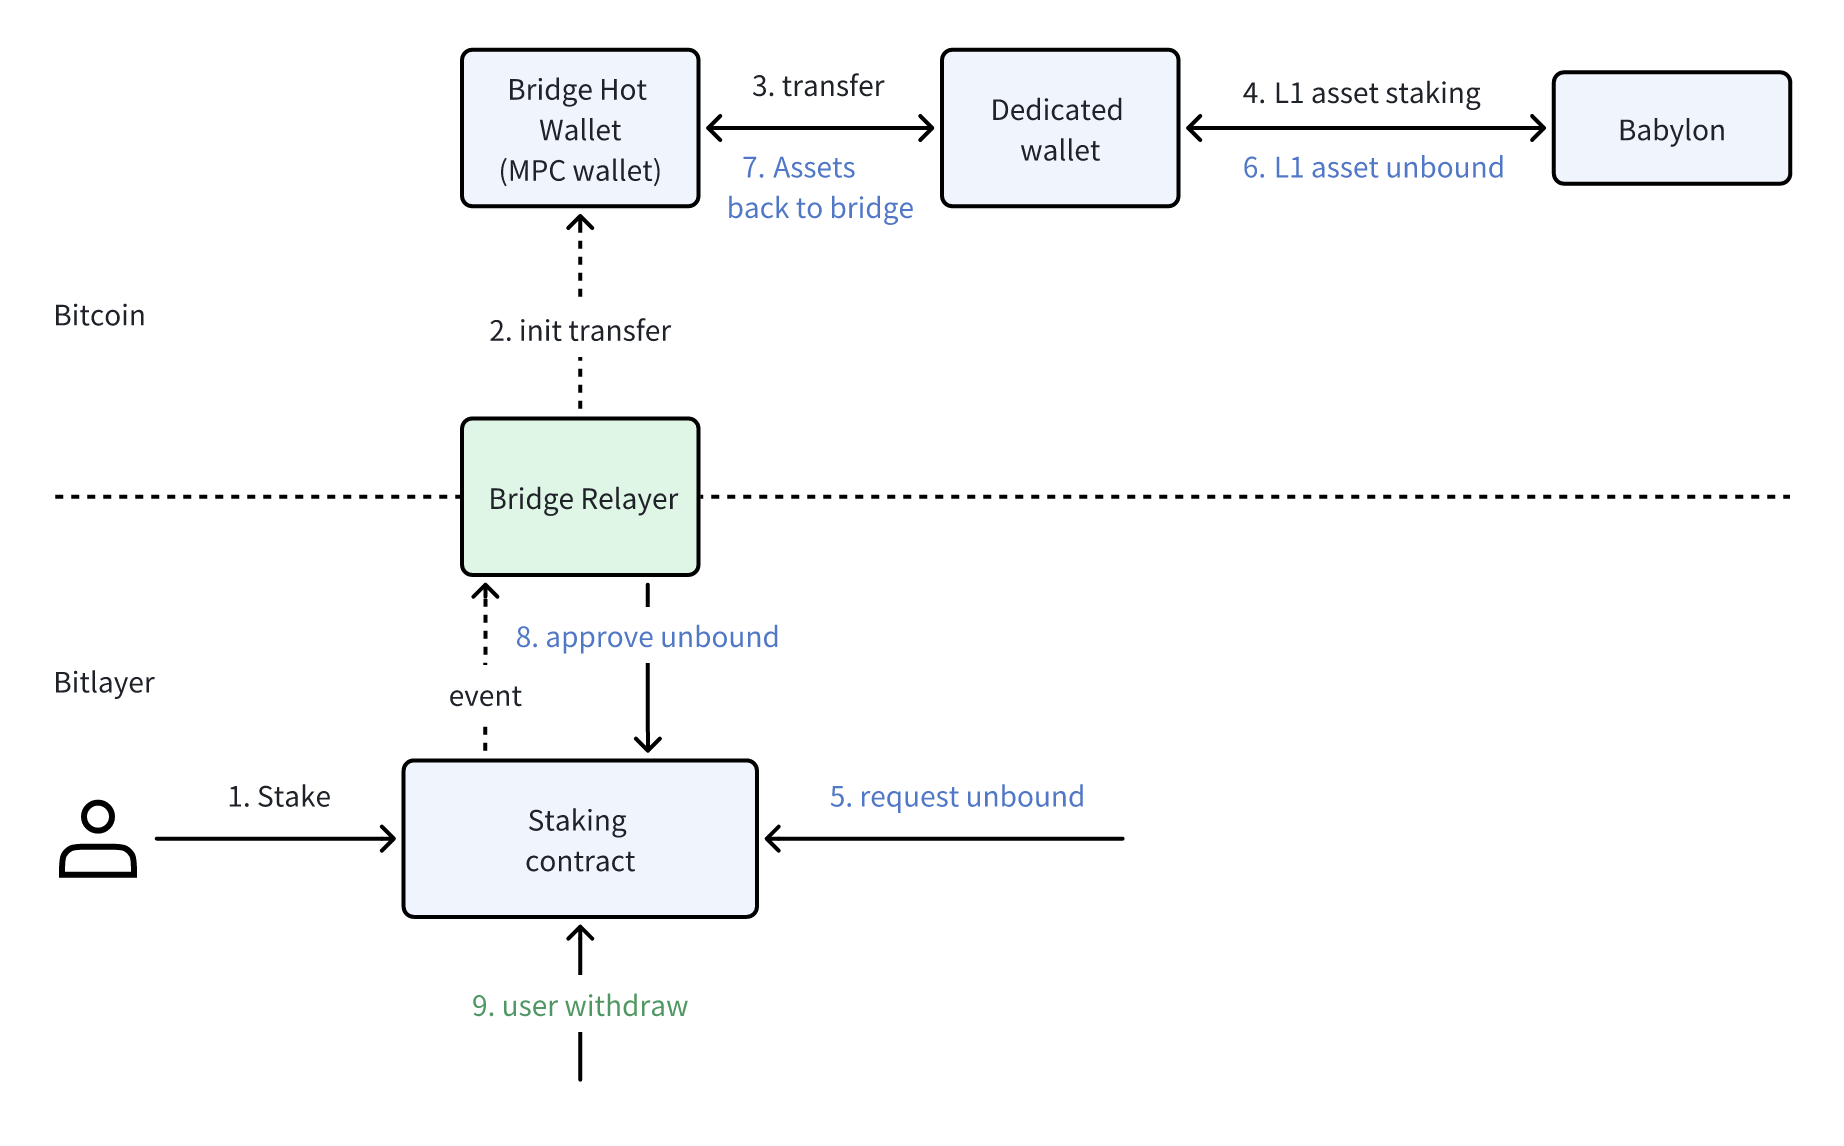 Bridge Hot
Wallet
(MPC wallet)
3. transfer
7. Assets
back to bridge
Dedicated
wallet
4. L1 asset staking
6. L1 asset unbound
Babylon
Bitcoin
2. init transfer
Bridge Relayer
8. approve unbound
Bitlayer
event
1. Stake
Staking
contract
5. request unbound
9. user withdraw